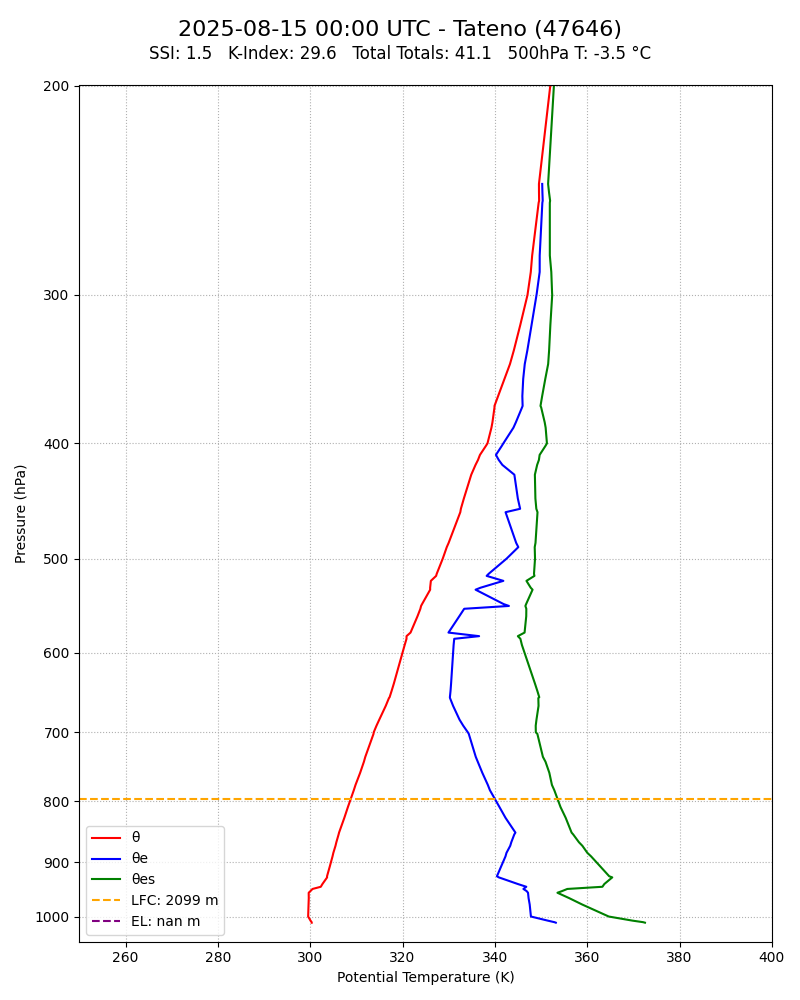 2025-08-15 00:00 UTC - Tateno (47646)
SSI: 1.5   K-Index: 29.6   Total Totals: 41.1   500hPa T: -3.5 °C
200
300
400
500
600
700
800
900
1000
Pressure (hPa)
θ
θe
θes
LFC: 2099 m
EL: nan m
260 280 300 320 340 360 380 400
Potential Temperature (K)